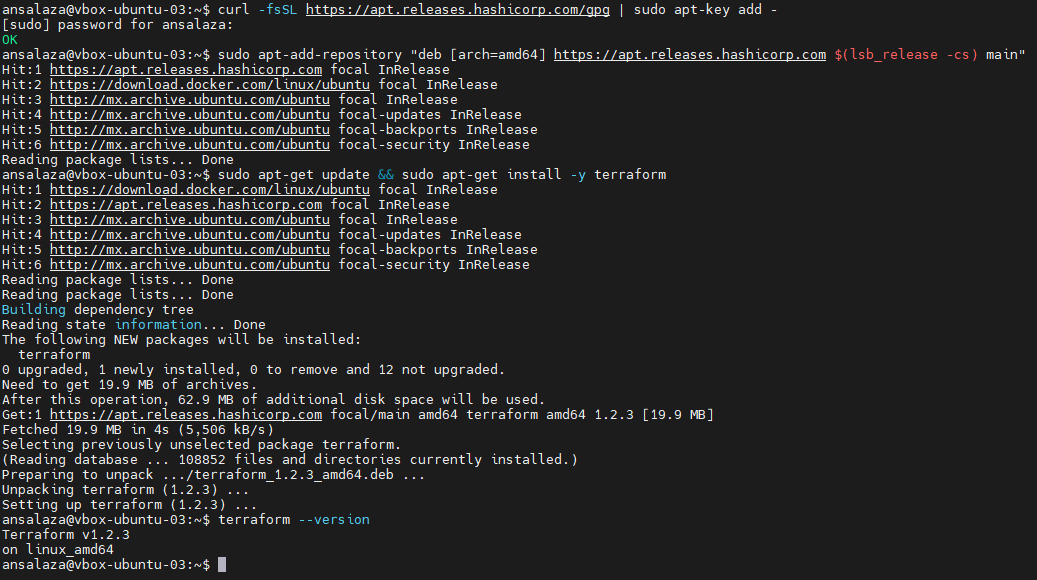 ansalaza@vbox-ubuntu-03:~$ curl -fsSL https://apt.releases.hashicorp.com/gpg | sudo apt-key add -
[sudo] password for ansalaza:
OK
ansalaza@vbox-ubuntu-03:~$ sudo apt-add-repository "deb [arch=amd64] https://apt.releases.hashicorp.com $(lsb_release -cs) main"
Hit:1 https://apt.releases.hashicorp.com focal InRelease
Hit:2 https://download.docker.com/linux/ubuntu focal InRelease
Hit:3 http://mx.archive.ubuntu.com/ubuntu focal InRelease
Hit:4 http://mx.archive.ubuntu.com/ubuntu focal-updates InRelease
Hit:5 http://mx.archive.ubuntu.com/ubuntu focal-backports InRelease
Hit:6 http://mx.archive.ubuntu.com/ubuntu focal-security InRelease
Reading package lists... Done
ansalaza@vbox-ubuntu-03:~$ sudo apt-get update && sudo apt-get install -y terraform
Hit:1 https://download.docker.com/linux/ubuntu focal InRelease
Hit:2 https://apt.releases.hashicorp.com focal InRelease
Hit:3 http://mx.archive.ubuntu.com/ubuntu focal InRelease
Hit:4 http://mx.archive.ubuntu.com/ubuntu focal-updates InRelease
Hit:5 http://mx.archive.ubuntu.com/ubuntu focal-backports InRelease
Hit:6 http://mx.archive.ubuntu.com/ubuntu focal-security InRelease
Reading package lists... Done
Reading package lists... Done
Building dependency tree
Reading state information... Done
The following NEW packages will be installed:
  terraform
0 upgraded, 1 newly installed, 0 to remove and 12 not upgraded.
Need to get 19.9 MB of archives.
After this operation, 62.9 MB of additional disk space will be used.
Get:1 https://apt.releases.hashicorp.com focal/main amd64 terraform amd64 1.2.3 [19.9 MB]
Fetched 19.9 MB in 4s (5,506 kB/s)
Selecting previously unselected package terraform.
(Reading database ... 108852 files and directories currently installed.)
Preparing to unpack .../terraform_1.2.3_amd64.deb ...
Unpacking terraform (1.2.3) ...
Setting up terraform (1.2.3) ...
ansalaza@vbox-ubuntu-03:~$ terraform --version
Terraform v1.2.3
on linux_amd64
ansalaza@vbox-ubuntu-03:~$